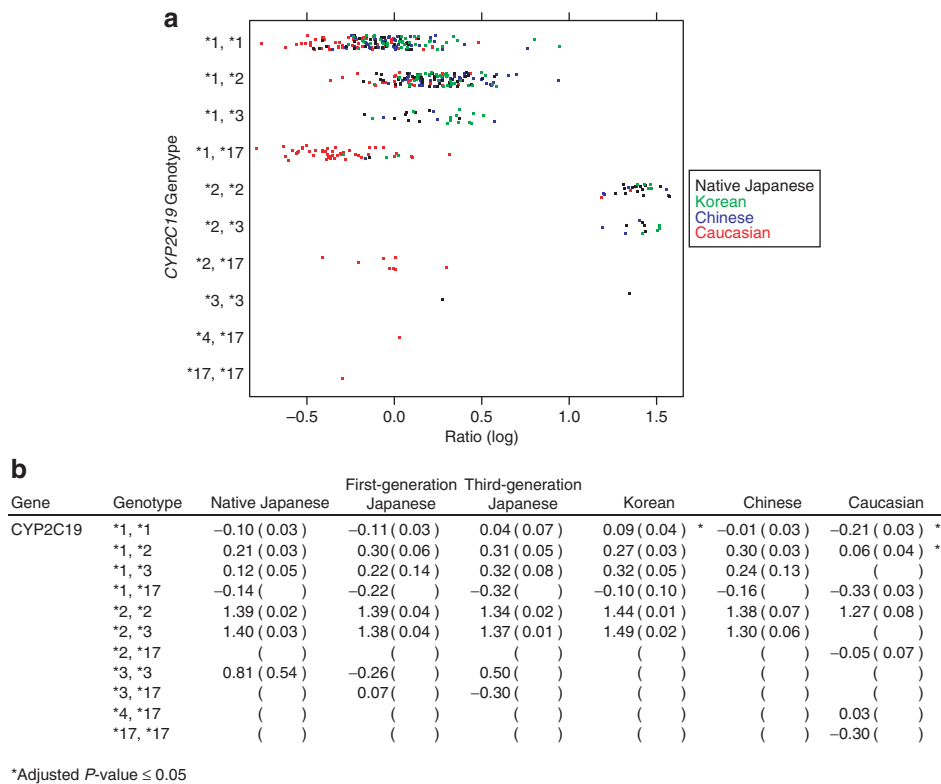 a
*1, *1
*1, *2
*1, *3
*1, *17
*2, *2
*2, *3
*2, *17
*3, *3
*4, *17
*17, *17
CYP2C19 Genotype
−0.5 0.0 0.5 1.0 1.5
Ratio (log)
Native Japanese
Korean
Chinese
Caucasian
b
Gene Genotype Native Japanese First-generation Japanese Third-generation Japanese Korean Chinese Caucasian
CYP2C19 *1, *1 −0.10 ( 0.03 ) −0.11 ( 0.03 ) 0.04 ( 0.07 ) 0.09 ( 0.04 ) * −0.01 ( 0.03 ) −0.21 ( 0.03 ) *
*1, *2 0.21 ( 0.03 ) 0.30 ( 0.06 ) 0.31 ( 0.05 ) 0.27 ( 0.03 ) 0.30 ( 0.03 ) 0.06 ( 0.04 ) *
*1, *3 0.12 ( 0.05 ) 0.22 ( 0.14 ) 0.32 ( 0.08 ) 0.32 ( 0.05 ) 0.24 ( 0.13 ) ( )
*1, *17 −0.14 ( ) −0.22 ( ) −0.32 ( ) −0.10 ( 0.10 ) −0.16 ( ) −0.33 ( 0.03 )
*2, *2 1.39 ( 0.02 ) 1.39 ( 0.04 ) 1.34 ( 0.02 ) 1.44 ( 0.01 ) 1.38 ( 0.07 ) 1.27 ( 0.08 )
*2, *3 1.40 ( 0.03 ) 1.38 ( 0.04 ) 1.37 ( 0.01 ) 1.49 ( 0.02 ) 1.30 ( 0.06 ) ( )
*2, *17 ( ) ( ) ( ) ( ) ( ) −0.05 ( 0.07 )
*3, *3 0.81 ( 0.54 ) −0.26 ( ) 0.50 ( ) ( ) ( ) ( )
*3, *17 ( ) 0.07 ( ) −0.30 ( ) ( ) ( ) ( )
*4, *17 ( ) ( ) ( ) ( ) ( ) 0.03 ( )
*17, *17 ( ) ( ) ( ) ( ) ( ) −0.30 ( )
*Adjusted P-value ≤ 0.05